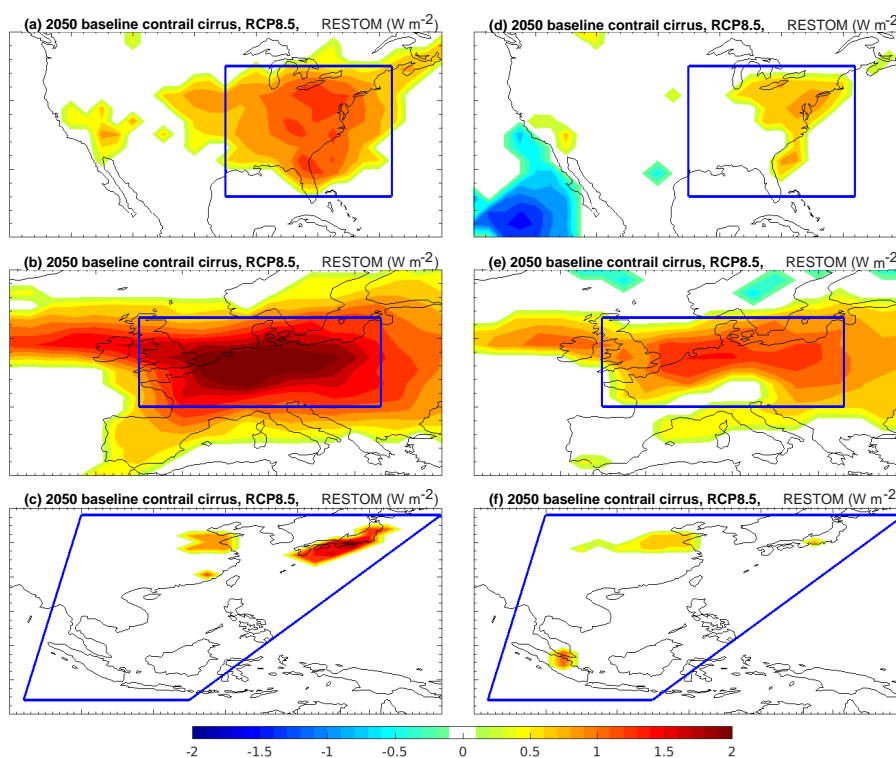 (a) 2050 baseline contrail cirrus, RCP8.5, RESTOM (W m-2)
(d) 2050 baseline contrail cirrus, RCP8.5, RESTOM (W m-2)
(b) 2050 baseline contrail cirrus, RCP8.5, RESTOM (W m-2)
(e) 2050 baseline contrail cirrus, RCP8.5, RESTOM (W m-2)
(c) 2050 baseline contrail cirrus, RCP8.5, RESTOM (W m-2)
(f) 2050 baseline contrail cirrus, RCP8.5, RESTOM (W m-2)
-2 -1.5 -1 -0.5 0 0.5 1 1.5 2